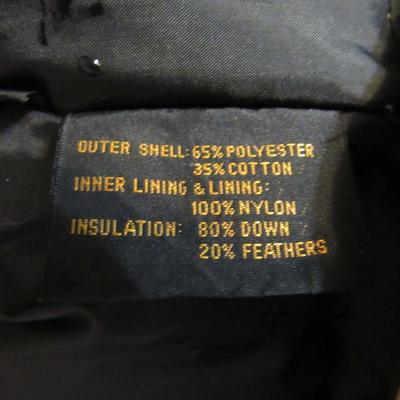 OUTER SHELL: 65% POLYESTER
35% COTTON
INNER LINING & LINING:
100% NYLON
INSULATION: 80% DOWN
20% FEATHERS